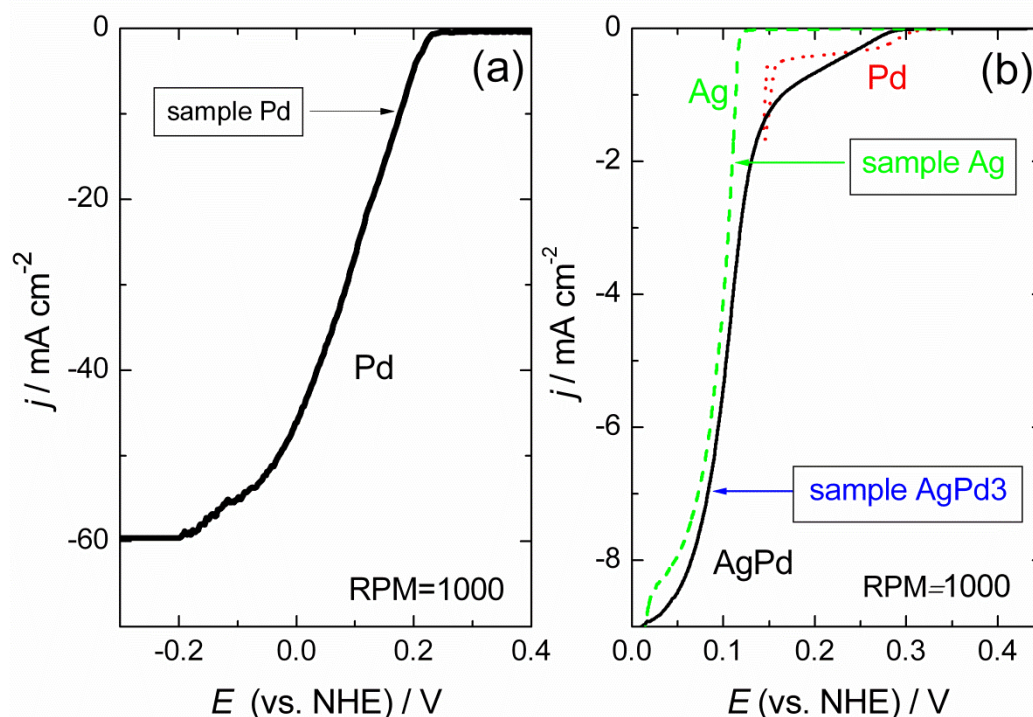 (a)
sample Pd
Pd
RPM=1000
0
-20
-40
-60
j / mA cm⁻²
-0.2 0.0 0.2 0.4
E (vs. NHE) / V
(b)
Ag
Pd
sample Ag
sample AgPd3
AgPd
RPM=1000
0
-2
-4
-6
-8
j / mA cm⁻²
0.0 0.1 0.2 0.3 0.4
E (vs. NHE) / V